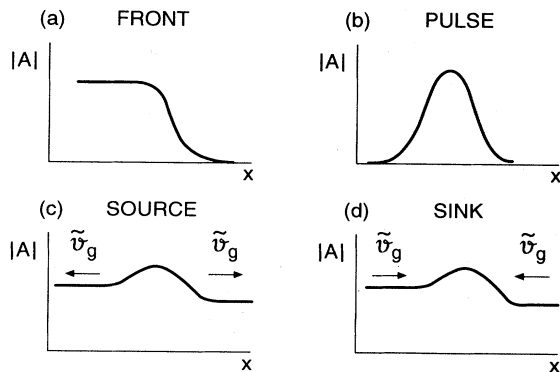 (a) FRONT
|A|
x
(b) PULSE
|A|
x
(c) SOURCE
|A|
ṽg ṽg
x
(d) SINK
|A|
ṽg ṽg
x